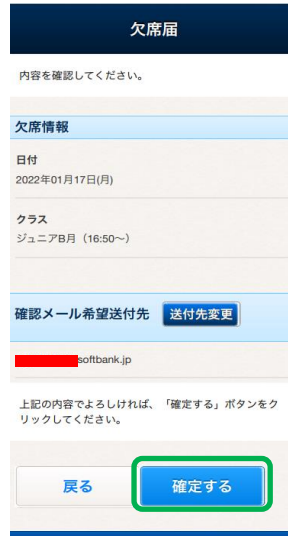 欠席届
内容を確認してください。
欠席情報
日付
2022年01月17日(月)
クラス
ジュニアB月（16:50〜）
確認メール希望送付先 送付先変更
softbank.jp
上記の内容でよろしければ、「確定する」ボタンをク
リックしてください。
戻る 確定する